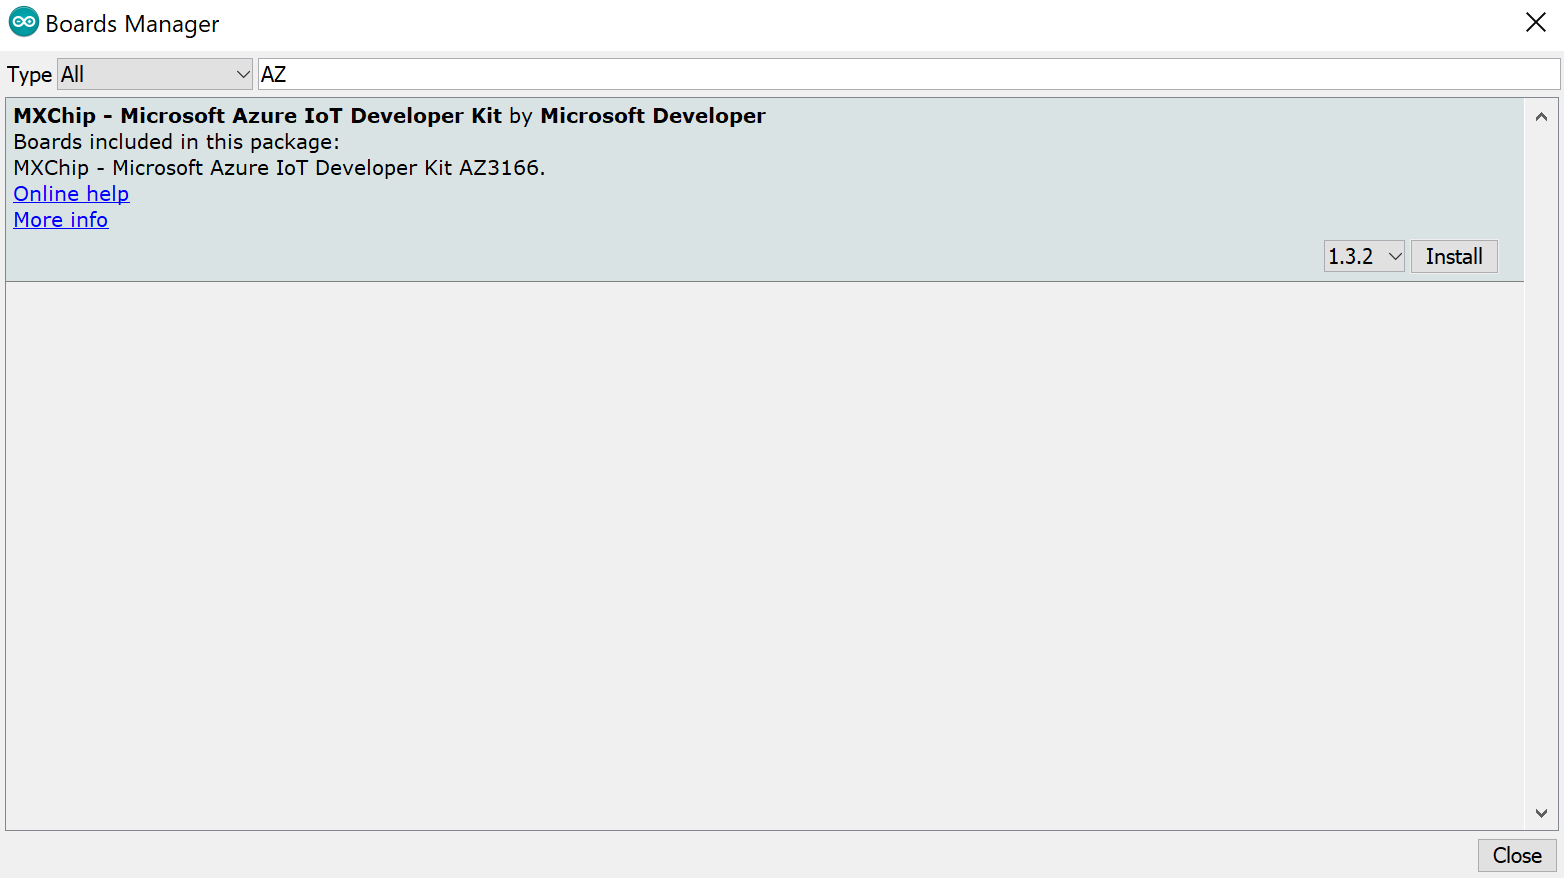 Boards Manager
Type All AZ
MXChip - Microsoft Azure IoT Developer Kit by Microsoft Developer
Boards included in this package:
MXChip - Microsoft Azure IoT Developer Kit AZ3166.
Online help
More info
1.3.2 Install
Close